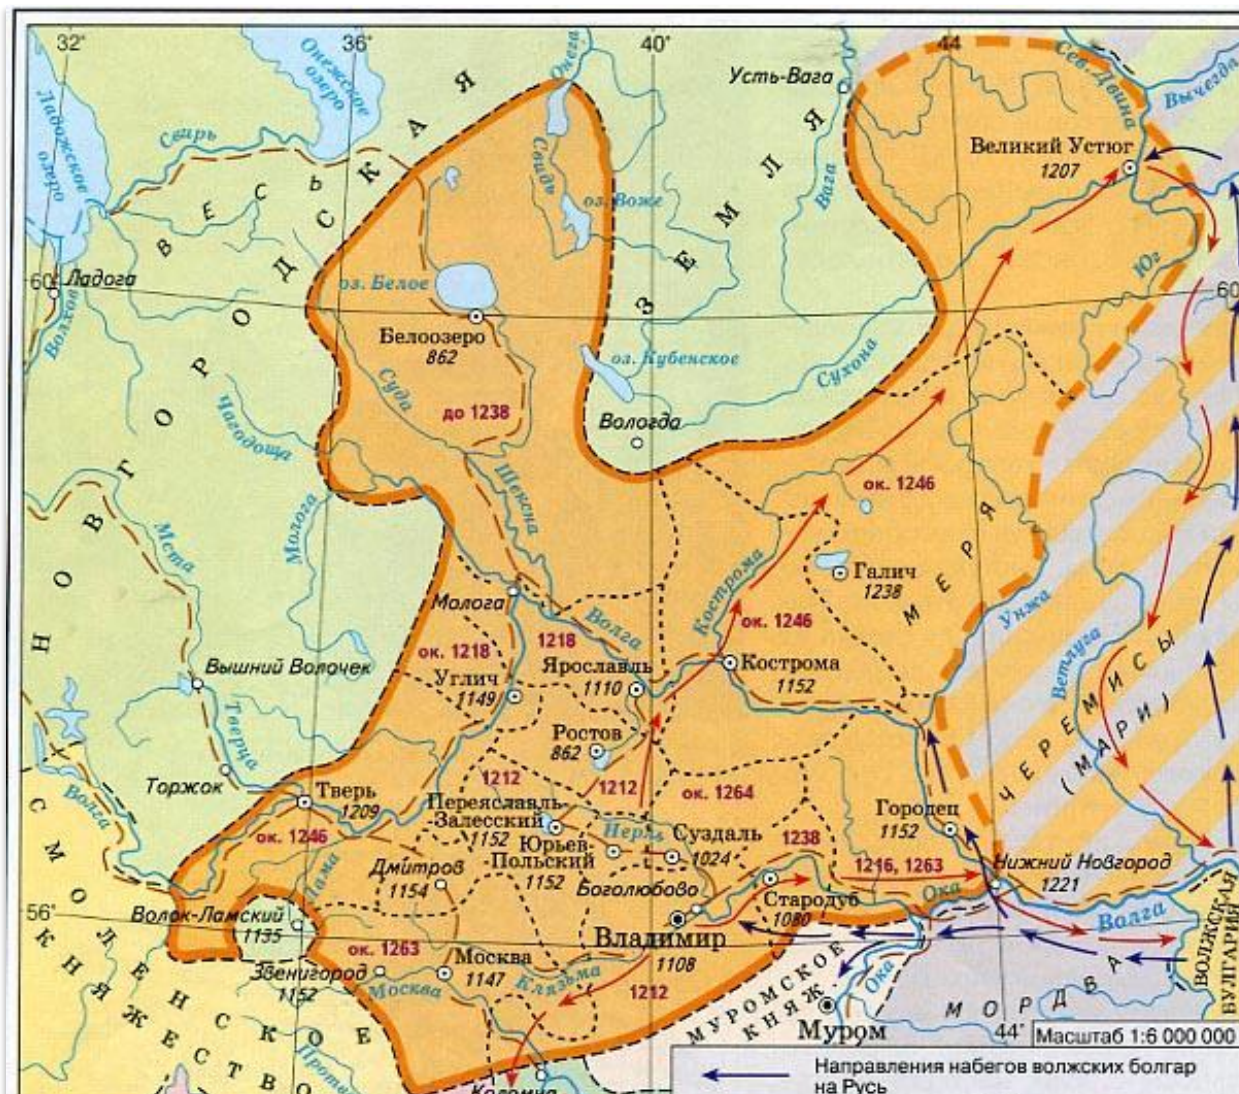 32°
36°
40°
44
Онежское
озеро
Онега
Усть-Вага
Сев. Двина
Вычегда
Ладожское
озеро
Свирь
Свидь
Вага
Великий Устюг
1207
ВЕСЬ
НОВГОРОДСКАЯ
ЗЕМЛЯ
оз. Воже
Юг
60°
Ладога
Волхов
оз. Белое
60
Белоозеро
862
оз. Кубенское
Сухона
Суда
до 1238
Чагодоща
Вологда
Шексна
Молога
Мста
ок. 1246
МЕРЯ
Кострома
Галич
1238
Унжа
Молога
Волга
ок. 1246
ок. 1218
1218
Ветлуга
Вышний Волочек
Углич
1149
Ярославль
1110
Кострома
1152
ЧЕРЕМИСЫ
(МАРИ)
Тверца
Ростов
862
Торжок
Волга
1212
1212
ок. 1264
Тверь
1209
Переяславль
-Залесский
1152
Нерль
Городец
1152
ок. 1246
Юрьев
Польский
1152
Суздаль
1024
1238
Лама
Дмитров
1154
1216, 1263
Нижний Новгород
1221
Боголюбово
Стародуб
1080
Ока
56°
Волок-Ламский
1135
Волга
ВОЛЖСКАЯ
БУЛГАРИЯ
Владимир
1108
ок. 1263
Москва
1147
Звенигород
1152
Москва
Клязьма
1212
МУРОМСКОЕ
КНЯЖ.
Ока
МОРДВА
Муром
СМОЛЕНСКОЕ
КНЯЖЕСТВО
Протва
Коломна
44°
Масштаб 1:6 000 000
Направления набегов волжских болгар
на Русь